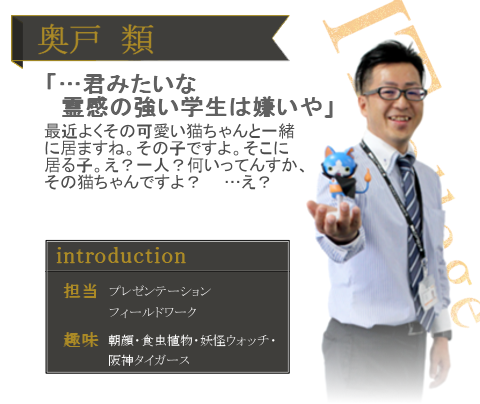 奥戸 類
「…君みたいな
霊感の強い学生は嫌いや」
最近よくその可愛い猫ちゃんと一緒
に居ますね。その子ですよ。そこに
居る子。え？一人？何いってんすか、
その猫ちゃんですよ？ …え？
introduction
担当 プレゼンテーション
フィールドワーク
趣味 朝顔・食虫植物・妖怪ウォッチ・
阪神タイガース